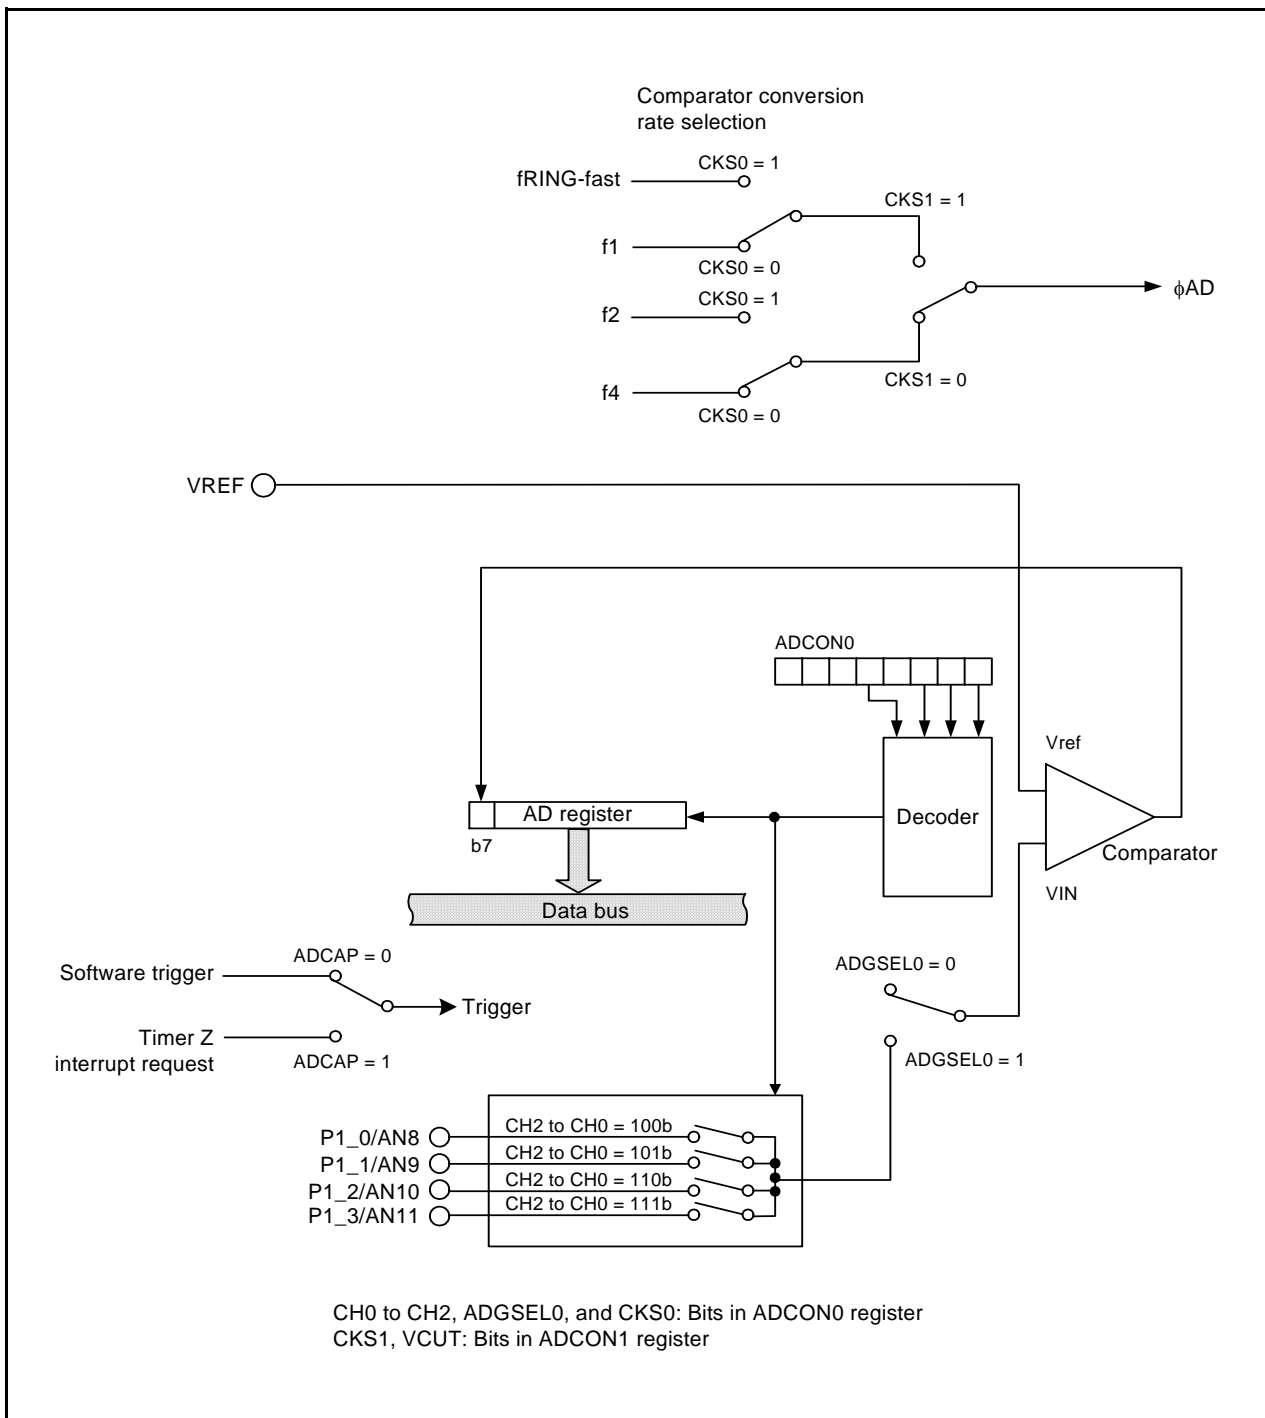 Comparator conversion
rate selection
CKS0 = 1
fRING-fast
CKS1 = 1
f1
CKS0 = 0
CKS0 = 1
f2
ϕAD
CKS1 = 0
f4
CKS0 = 0
VREF
ADCON0
Vref
AD register
Decoder
b7
Comparator
VIN
Data bus
ADCAP = 0
Software trigger
ADGSEL0 = 0
Trigger
Timer Z
interrupt request
ADCAP = 1
ADGSEL0 = 1
P1_0/AN8
CH2 to CH0 = 100b
P1_1/AN9
CH2 to CH0 = 101b
P1_2/AN10
CH2 to CH0 = 110b
P1_3/AN11
CH2 to CH0 = 111b
CH0 to CH2, ADGSEL0, and CKS0: Bits in ADCON0 register
CKS1, VCUT: Bits in ADCON1 register